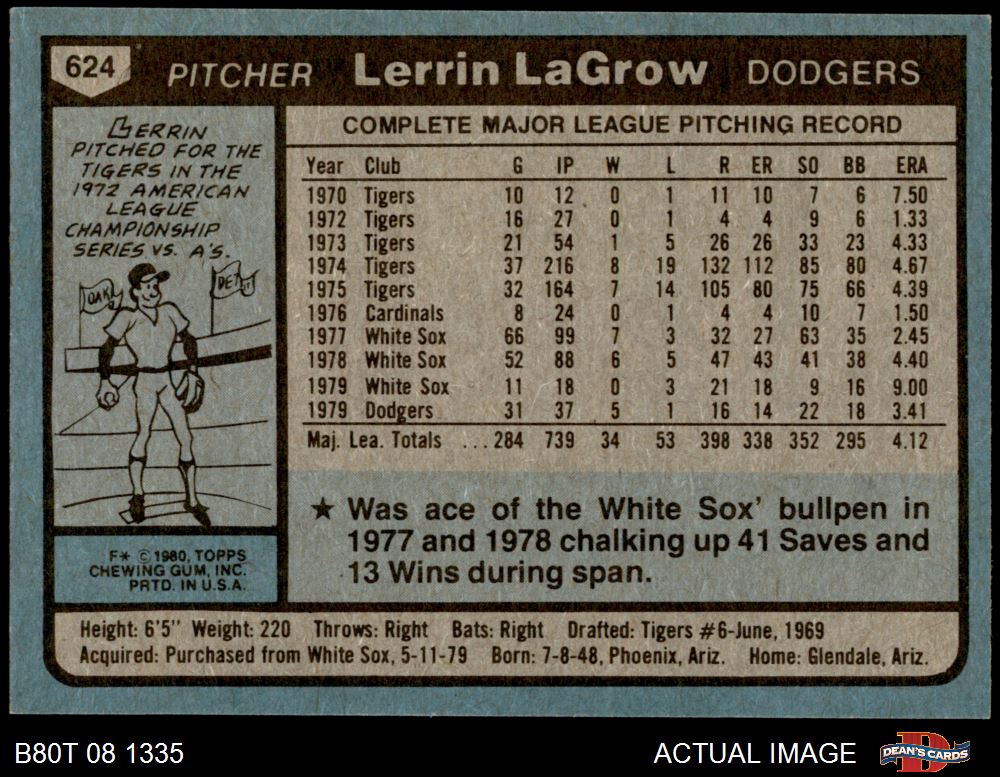 624 PITCHER Lerrin LaGrow DODGERS
LERRIN
PITCHED FOR THE
TIGERS IN THE
1972 AMERICAN
LEAGUE
CHAMPIONSHIP
SERIES VS. A'S.
OAK
DET
F* © 1980, TOPPS
CHEWING GUM, INC.
PRTD. IN U.S.A.
COMPLETE MAJOR LEAGUE PITCHING RECORD
Year Club G IP W L R ER SO BB ERA
1970 Tigers 10 12 0 1 11 10 7 6 7.50
1972 Tigers 16 27 0 1 4 4 9 6 1.33
1973 Tigers 21 54 1 5 26 26 33 23 4.33
1974 Tigers 37 216 8 19 132 112 85 80 4.67
1975 Tigers 32 164 7 14 105 80 75 66 4.39
1976 Cardinals 8 24 0 1 4 4 10 7 1.50
1977 White Sox 66 99 7 3 32 27 63 35 2.45
1978 White Sox 52 88 6 5 47 43 41 38 4.40
1979 White Sox 11 18 0 3 21 18 9 16 9.00
1979 Dodgers 31 37 5 1 16 14 22 18 3.41
Maj. Lea. Totals ... 284 739 34 53 398 338 352 295 4.12
★ Was ace of the White Sox' bullpen in
1977 and 1978 chalking up 41 Saves and
13 Wins during span.
Height: 6'5" Weight: 220 Throws: Right Bats: Right Drafted: Tigers #6-June, 1969
Acquired: Purchased from White Sox, 5-11-79 Born: 7-8-48, Phoenix, Ariz. Home: Glendale, Ariz.
B80T 08 1335 ACTUAL IMAGE DEAN'S CARDS